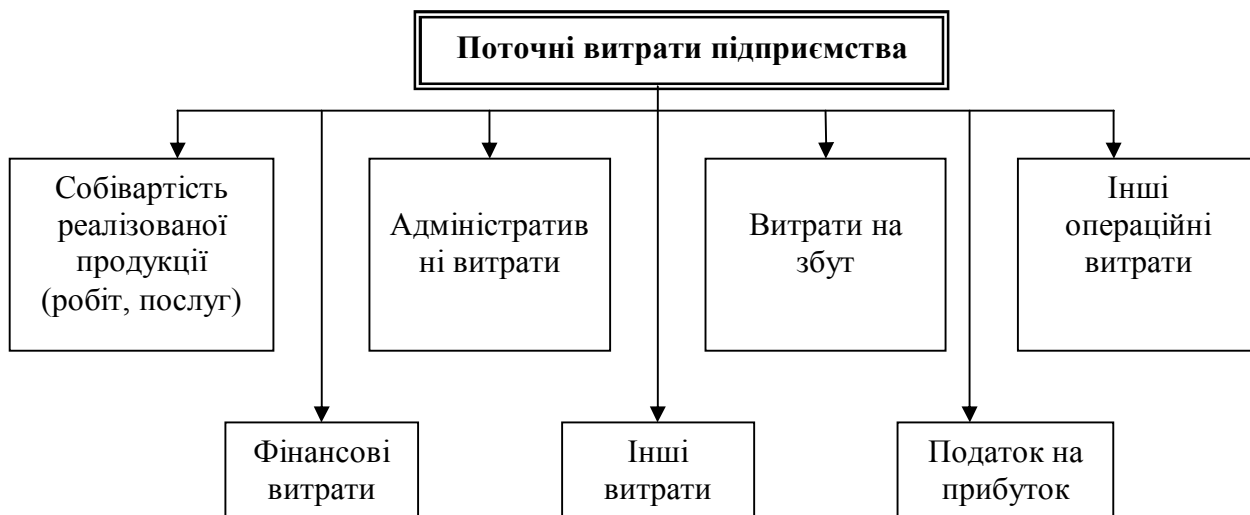 Поточні витрати підприємства
Собівартість
реалізованої
продукції
(робіт, послуг)
Адміністратив
ні витрати
Витрати на
збут
Інші
операційні
витрати
Фінансові
витрати
Інші
витрати
Податок на
прибуток